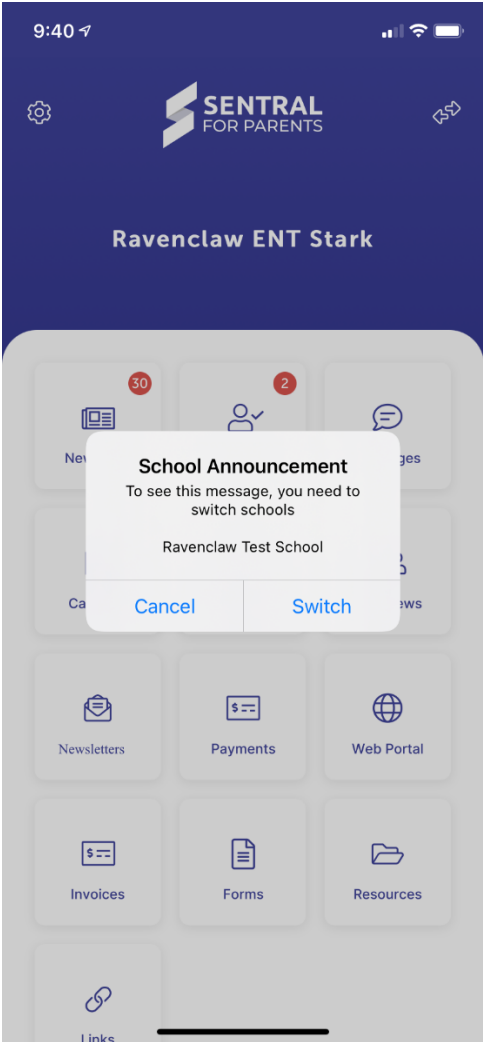 9:40
SENTRAL
FOR PARENTS
Ravenclaw ENT Stark
30
2
School Announcement
To see this message, you need to
switch schools
Ravenclaw Test School
Cancel
Switch
Newsletters
Payments
Web Portal
Invoices
Forms
Resources
Links